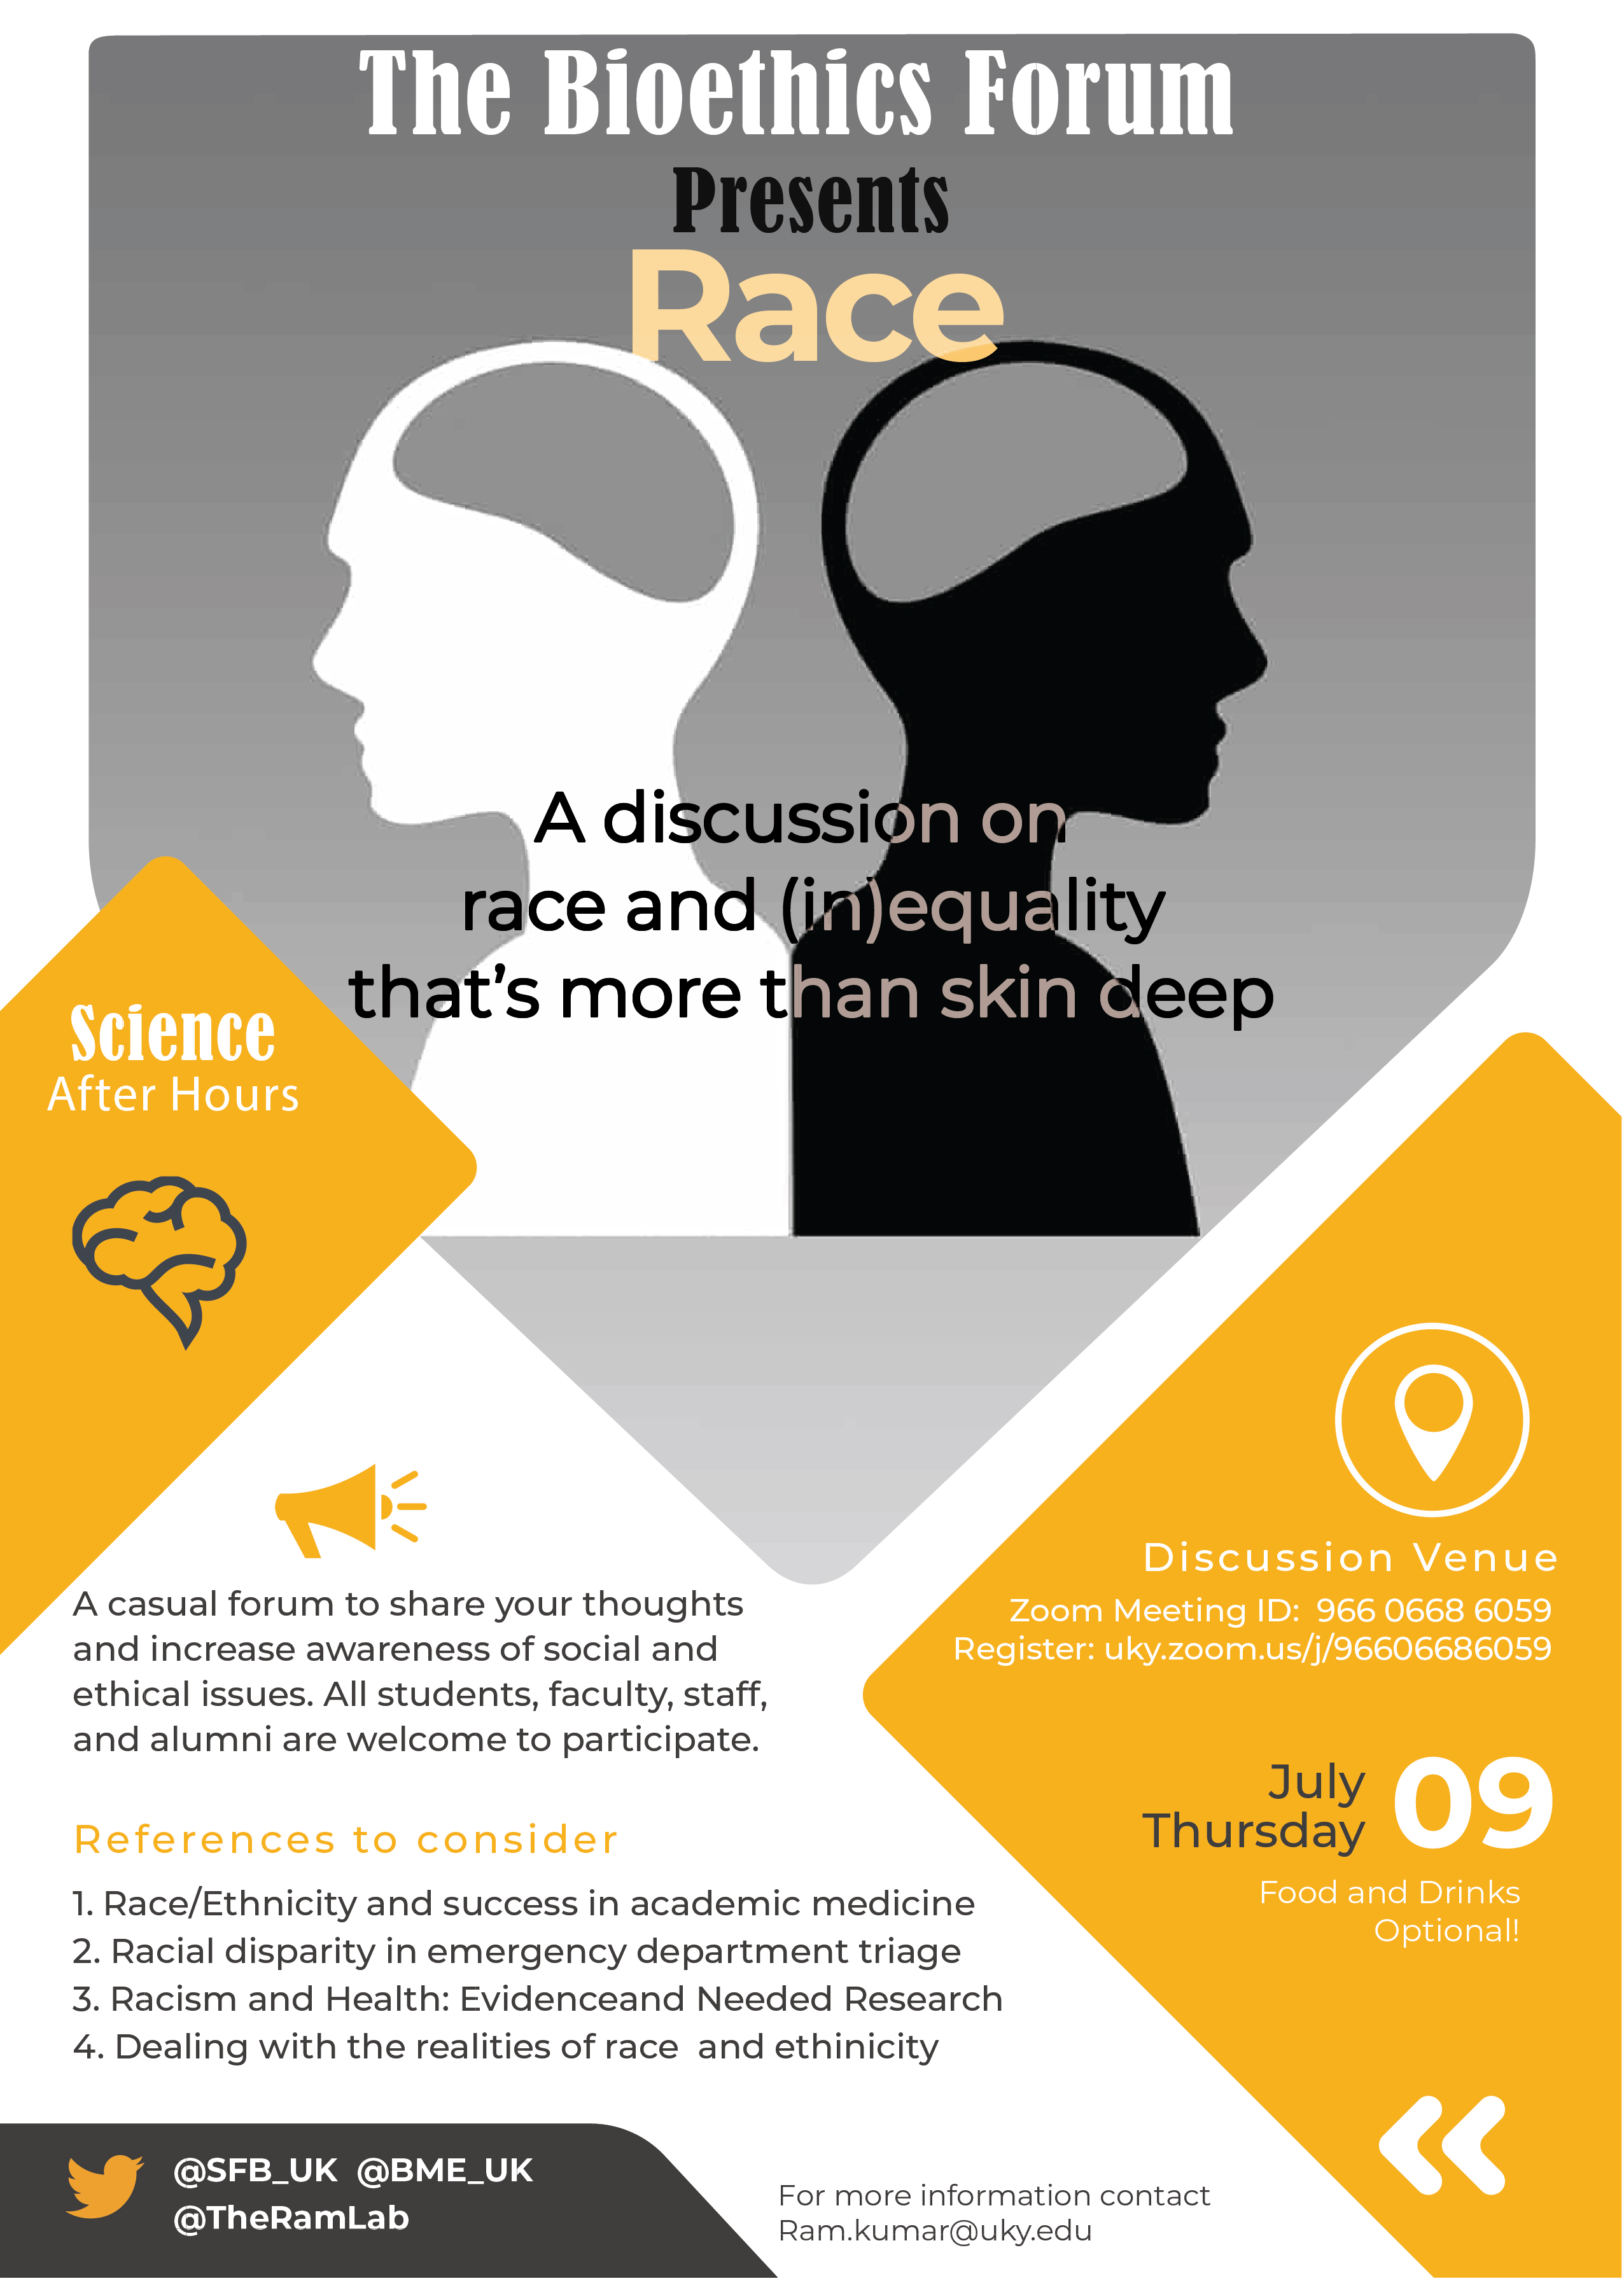 The Bioethics Forum
Presents
Race
A discussion on
race and (in)equality
that's more than skin deep
Science
After Hours
A casual forum to share your thoughts
and increase awareness of social and
ethical issues. All students, faculty, staff,
and alumni are welcome to participate.
References to consider
1. Race/Ethnicity and success in academic medicine
2. Racial disparity in emergency department triage
3. Racism and Health: Evidenceand Needed Research
4. Dealing with the realities of race  and ethinicity
Discussion Venue
Zoom Meeting ID:  966 0668 6059
Register: uky.zoom.us/j/96606686059
July
Thursday
09
Food and Drinks
Optional!
@SFB_UK  @BME_UK
@TheRamLab
For more information contact
Ram.kumar@uky.edu